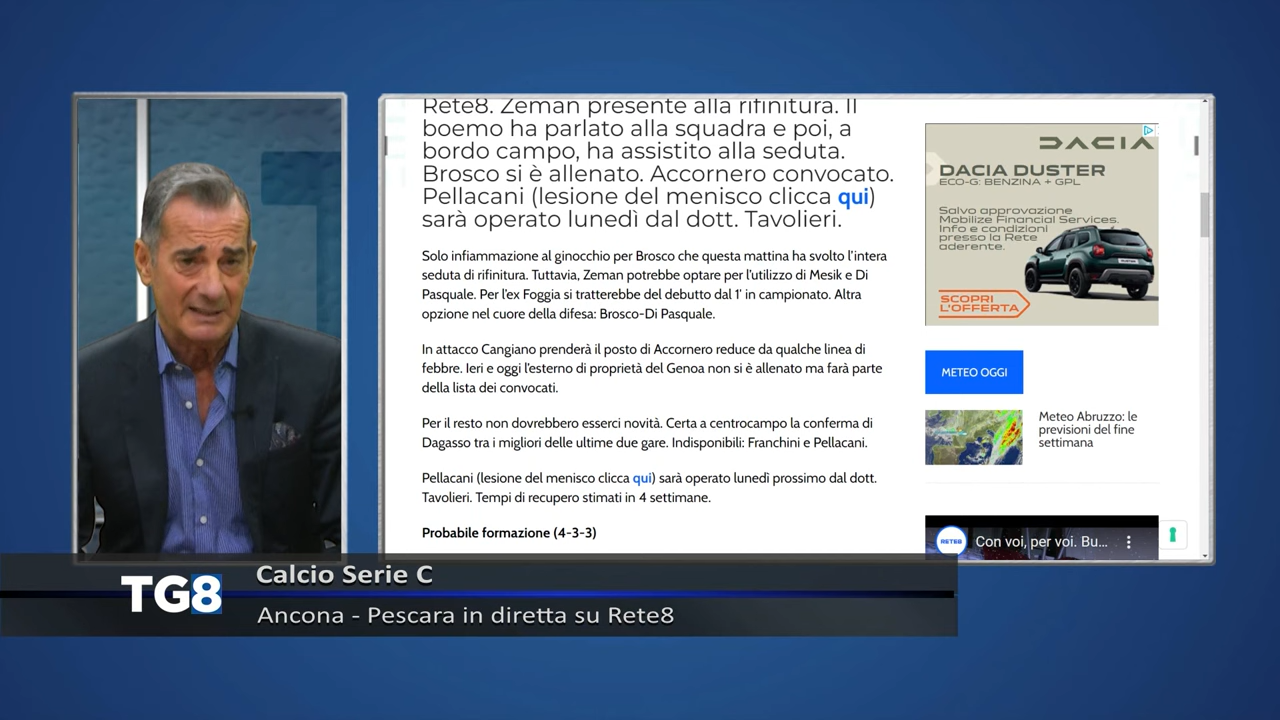 Rete8. Zeman presente alla rifinitura. Il
boemo ha parlato alla squadra e poi, a
bordo campo, ha assistito alla seduta.
Brosco si è allenato. Accornero convocato.
Pellacani (lesione del menisco clicca qui)
sarà operato lunedì dal dott. Tavolieri.
Solo infiammazione al ginocchio per Brosco che questa mattina ha svolto l'intera
seduta di rifinitura. Tuttavia, Zeman potrebbe optare per l'utilizzo di Mesik e Di
Pasquale. Per l'ex Foggia si tratterebbe del debutto dal 1' in campionato. Altra
opzione nel cuore della difesa: Brosco-Di Pasquale.
In attacco Cangiano prenderà il posto di Accornero reduce da qualche linea di
febbre. Ieri e oggi l'esterno di proprietà del Genoa non si è allenato ma farà parte
della lista dei convocati.
Per il resto non dovrebbero esserci novità. Certa a centrocampo la conferma di
Dagasso tra i migliori delle ultime due gare. Indisponibili: Franchini e Pellacani.
Pellacani (lesione del menisco clicca qui) sarà operato lunedì prossimo dal dott.
Tavolieri. Tempi di recupero stimati in 4 settimane.
Probabile formazione (4-3-3)
DACIA
DACIA DUSTER
ECO-G: BENZINA + GPL
Salvo approvazione
Mobilize Financial Services.
Info e condizioni
presso la Rete
aderente.
SCOPRI
L'OFFERTA
METEO OGGI
Meteo Abruzzo: le
previsioni del fine
settimana
RETE8
Con voi, per voi. Bu...
TG8
Calcio Serie C
Ancona - Pescara in diretta su Rete8